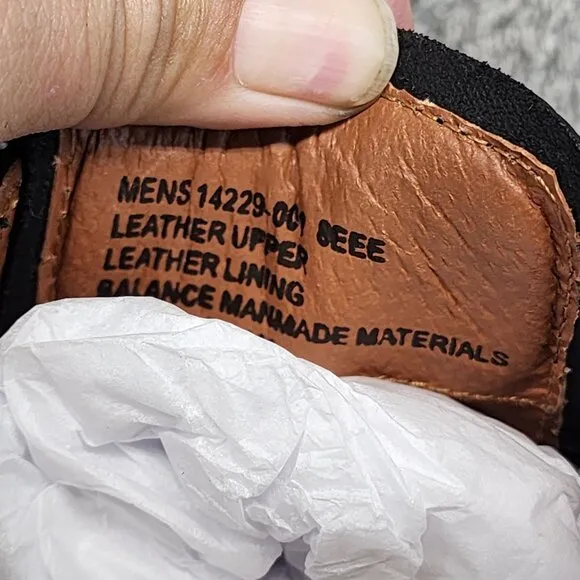 MENS 14229-001 8EEE
LEATHER UPPER
LEATHER LINING
BALANCE MANMADE MATERIALS